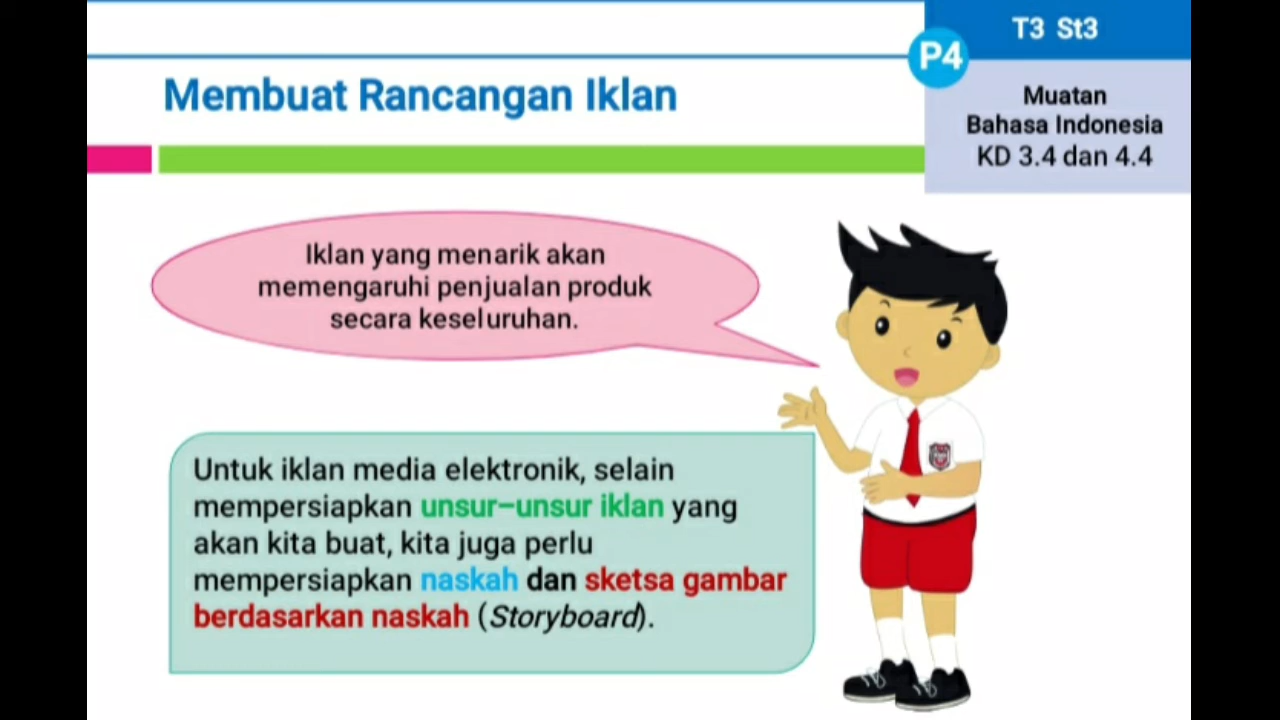 T3 St3
P4
Membuat Rancangan Iklan
Muatan
Bahasa Indonesia
KD 3.4 dan 4.4
Iklan yang menarik akan
memengaruhi penjualan produk
secara keseluruhan.
Untuk iklan media elektronik, selain
mempersiapkan unsur–unsur iklan yang
akan kita buat, kita juga perlu
mempersiapkan naskah dan sketsa gambar
berdasarkan naskah (Storyboard).